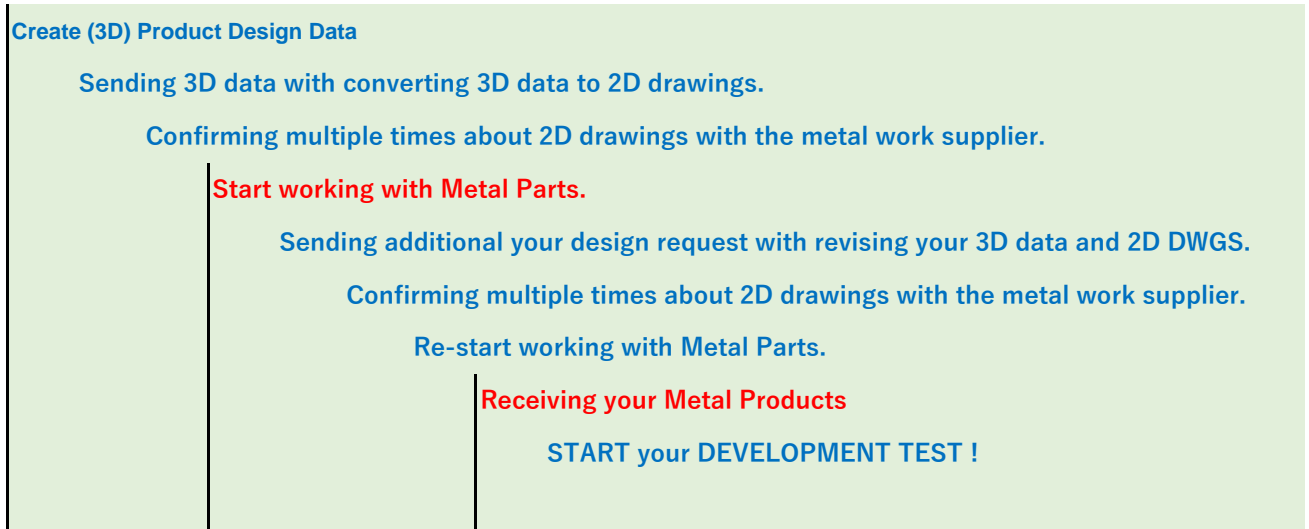 Create (3D) Product Design Data
Sending 3D data with converting 3D data to 2D drawings.
Confirming multiple times about 2D drawings with the metal work supplier.
Start working with Metal Parts.
Sending additional your design request with revising your 3D data and 2D DWGS.
Confirming multiple times about 2D drawings with the metal work supplier.
Re-start working with Metal Parts.
Receiving your Metal Products
START your DEVELOPMENT TEST !